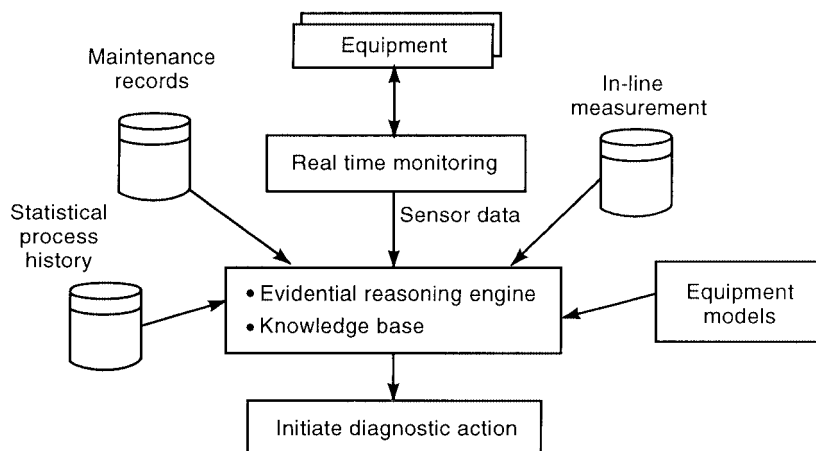 Equipment
Maintenance
records
In-line
measurement
Real time monitoring
Sensor data
Statistical
process
history
• Evidential reasoning engine
• Knowledge base
Equipment
models
Initiate diagnostic action